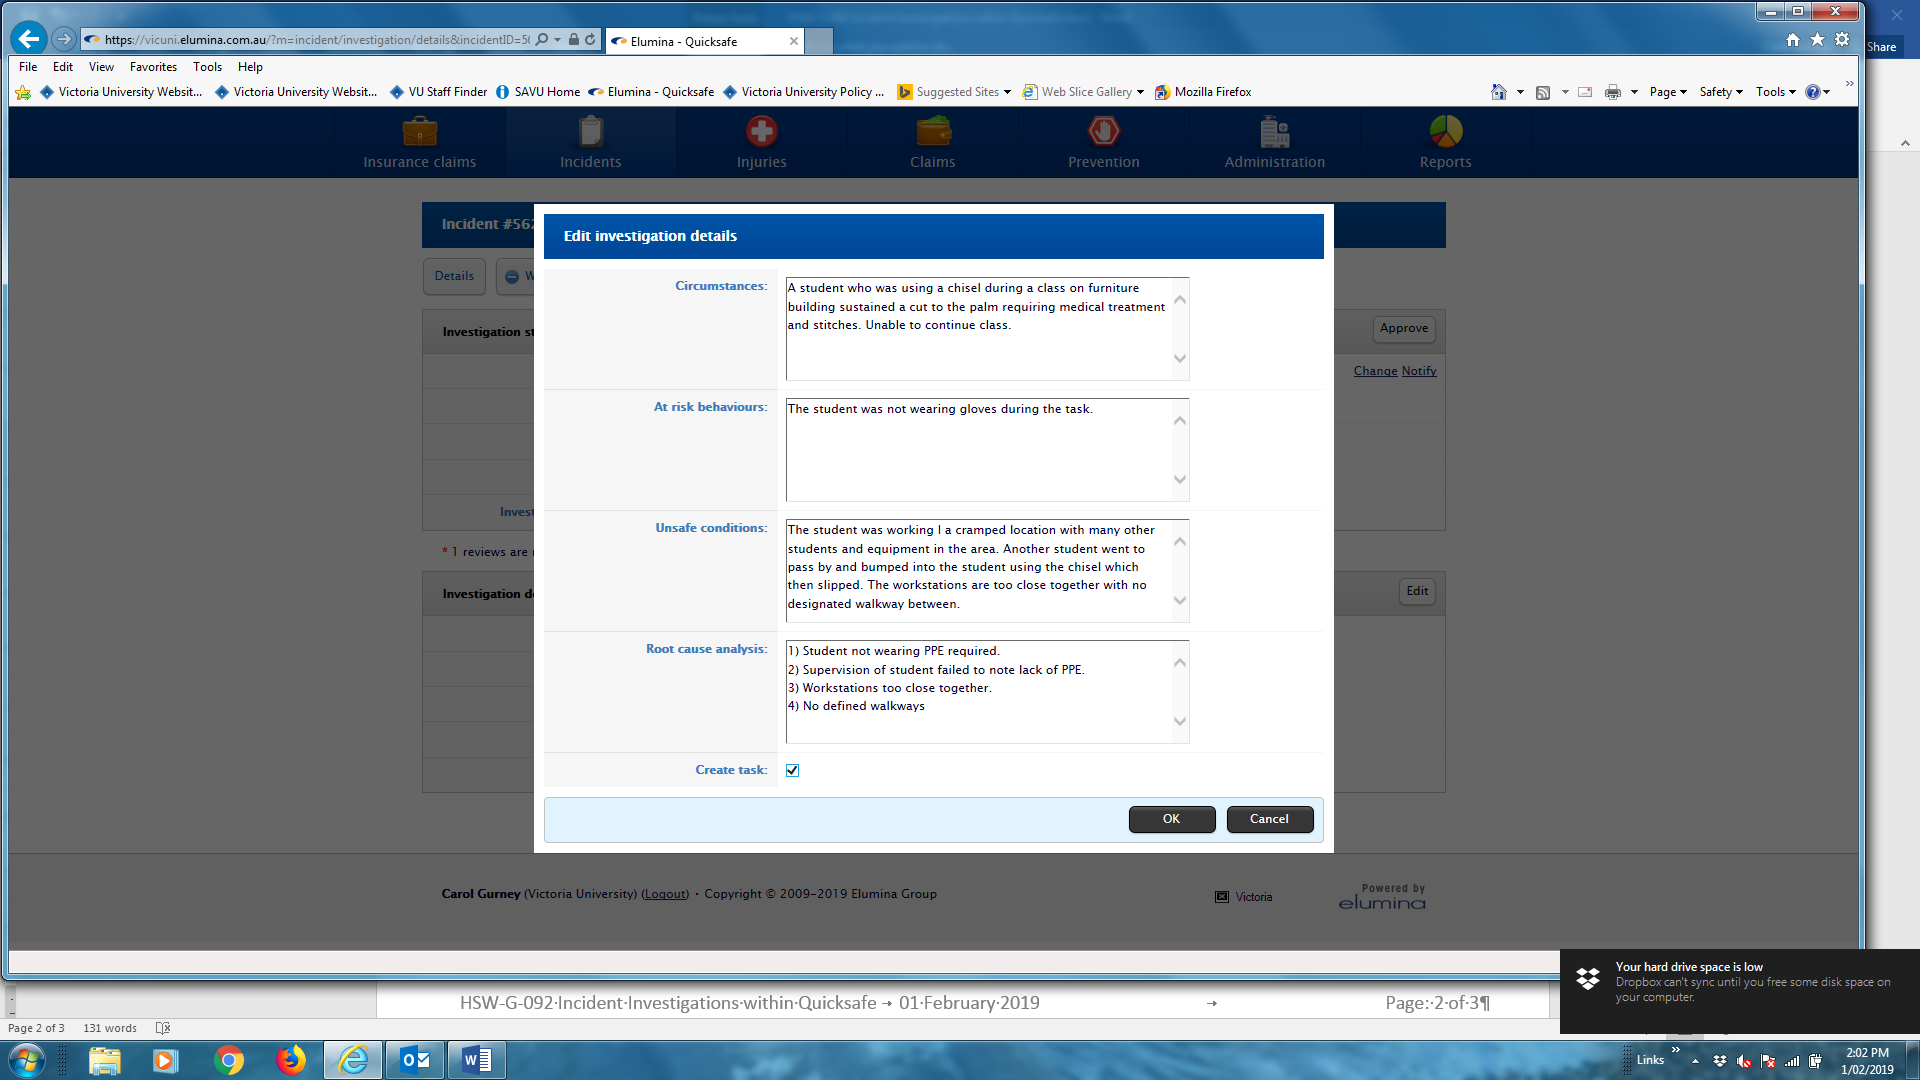 Share
https://vicuni.elumina.com.au/?m=incident/investigation/details&incidentID=5
Elumina - Quicksafe
File Edit View Favorites Tools Help
Victoria University Websit... Victoria University Websit... VU Staff Finder SAVU Home Elumina - Quicksafe Victoria University Policy ... Suggested Sites Web Slice Gallery Mozilla Firefox Page Safety Tools
Insurance claims Incidents Injuries Claims Prevention Administration Reports
Incident #562
Edit investigation details
Details W
Circumstances:
A student who was using a chisel during a class on furniture
building sustained a cut to the palm requiring medical treatment
and stitches. Unable to continue class.
Investigation st
Approve
Change Notify
At risk behaviours:
The student was not wearing gloves during the task.
Invest
Unsafe conditions:
The student was working I a cramped location with many other
students and equipment in the area. Another student went to
pass by and bumped into the student using the chisel which
then slipped. The workstations are too close together with no
designated walkway between.
* 1 reviews are
Investigation d
Edit
Root cause analysis:
1) Student not wearing PPE required.
2) Supervision of student failed to note lack of PPE.
3) Workstations too close together.
4) No defined walkways
Create task:
OK Cancel
Carol Gurney (Victoria University) (Logout) · Copyright © 2009-2019 Elumina Group
Victoria
Powered by
elumina
Your hard drive space is low
Dropbox can't sync until you free some disk space on
your computer.
HSW-G-092·Incident·Investigations·within·Quicksafe→01·February·2019 → Page:·2·of·3¶
Page 2 of 3 131 words
Links
2:02 PM
1/02/2019